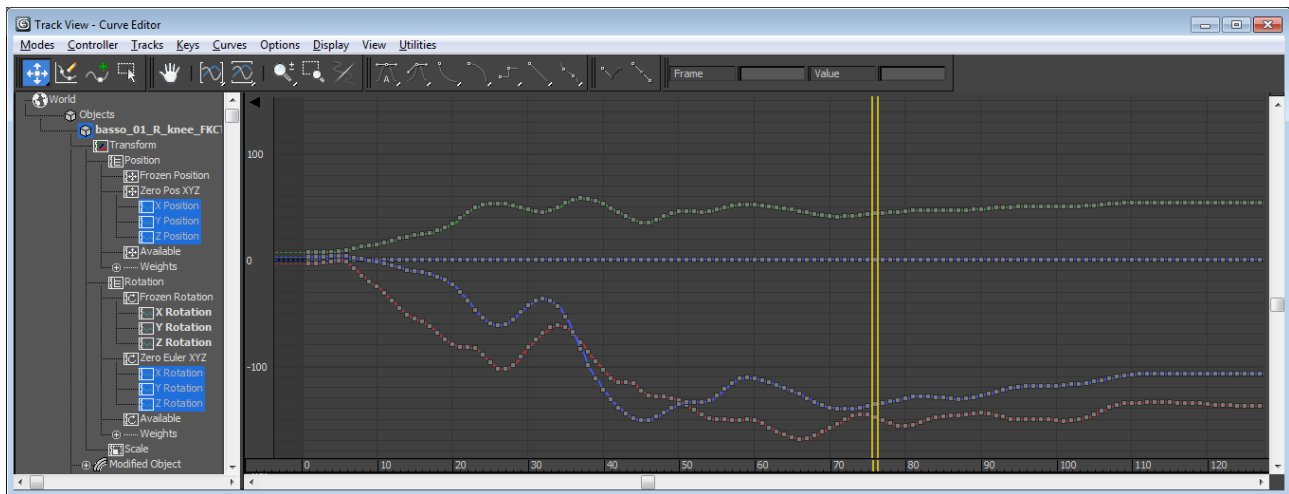 Track View - Curve Editor
Modes Controller Tracks Keys Curves Options Display View Utilities
Frame Value
World
Objects
basso_01_R_knee_FKCT
Transform
Position
Frozen Position
Zero Pos XYZ
X Position
Y Position
Z Position
Available
Weights
Rotation
Frozen Rotation
X Rotation
Y Rotation
Z Rotation
Zero Euler XYZ
X Rotation
Y Rotation
Z Rotation
Available
Weights
Scale
Modified Object
100
0
-100
0 10 20 30 40 50 60 70 80 90 100 110 120